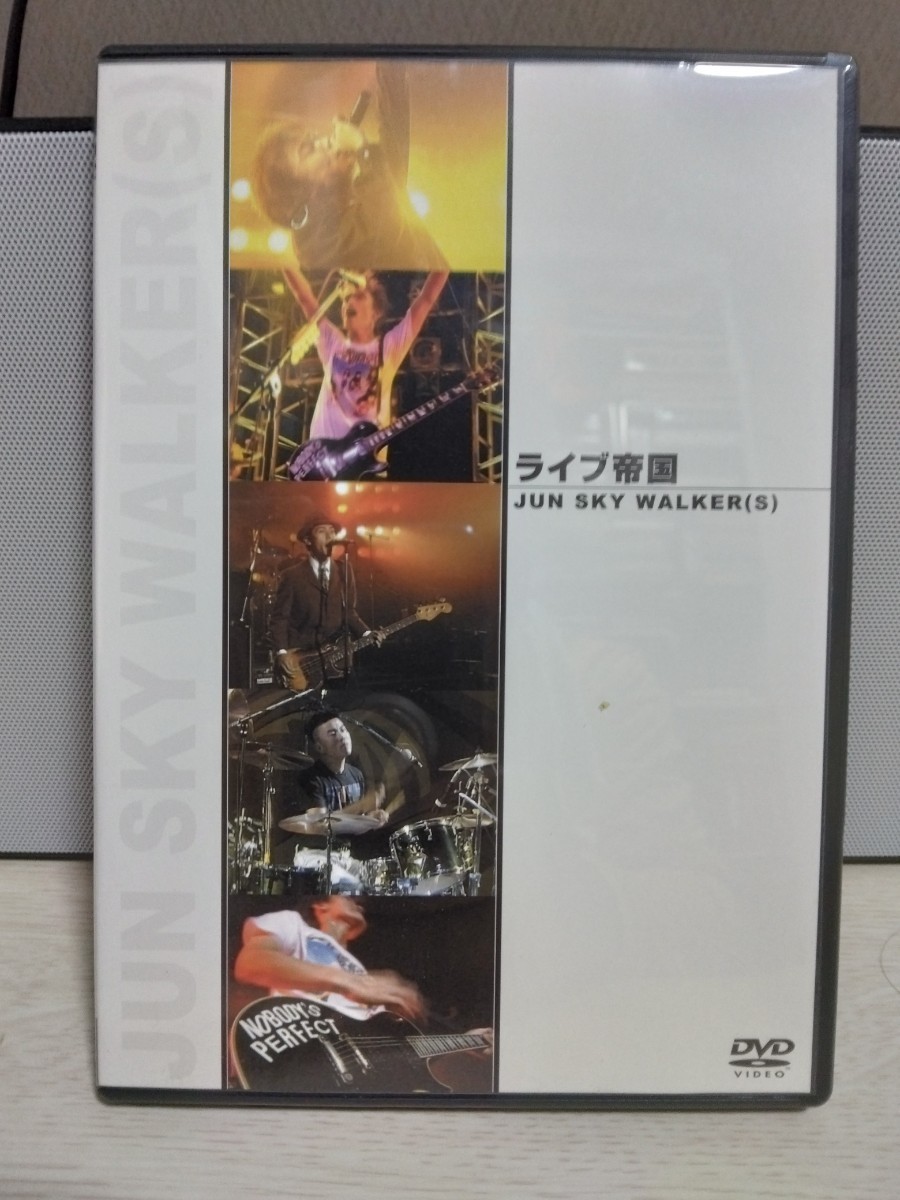 JUN SKY WALKER(S)
ライブ帝国
JUN SKY WALKER(S)
NOBODY'S
PERFECT
DVD
VIDEO